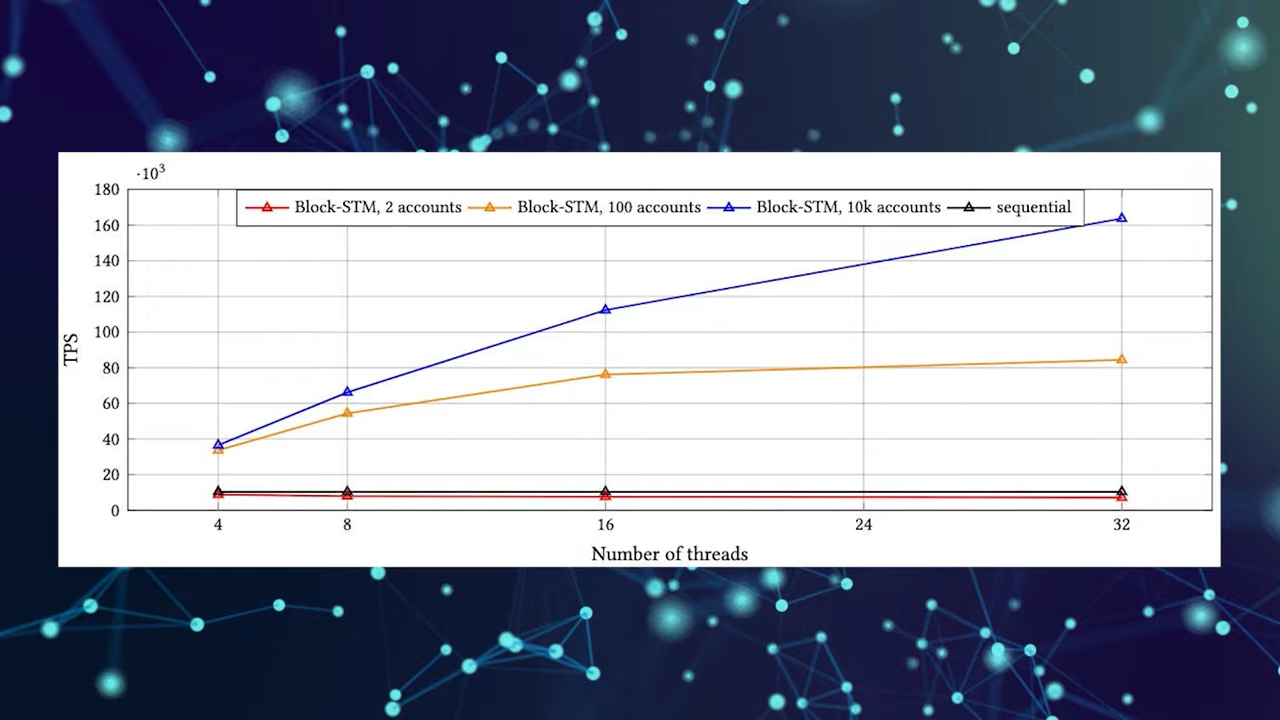 ·10³
180
160
140
120
100
80
60
40
20
0
TPS
Block-STM, 2 accounts Block-STM, 100 accounts Block-STM, 10k accounts sequential
4 8 16 24 32
Number of threads